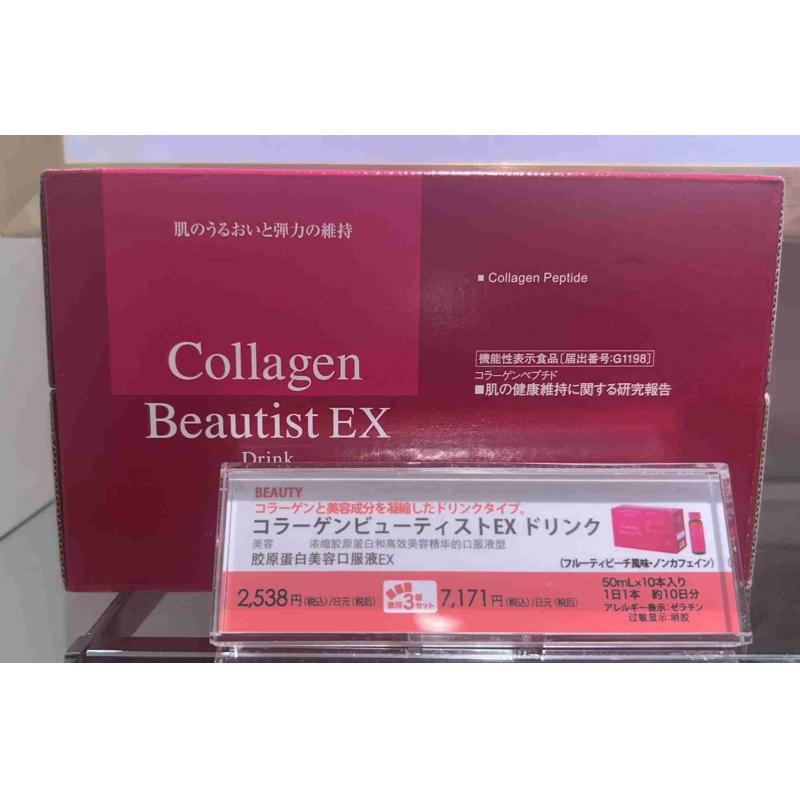 肌のうるおいと弾力の維持
Collagen Peptide
Collagen
Beautist EX
Drink
機能性表示食品〔届出番号:G1198〕
コラーゲンペプチド
■肌の健康維持に関する研究報告
BEAUTY
コラーゲンと美容成分を凝縮したドリンクタイプ。
コラーゲンビューティストEX ドリンク
美容 浓缩胶原蛋白和高效美容精华的口服液型
胶原蛋白美容口服液EX
(フルーティピーチ風味・ノンカフェイン)
2,538円(税込)/日元(税后)
徳用3個セット
7,171円(税込)/日元(税后)
50mL×10本入り
1日1本 約10日分
アレルギー表示:ゼラチン
过敏显示:明胶